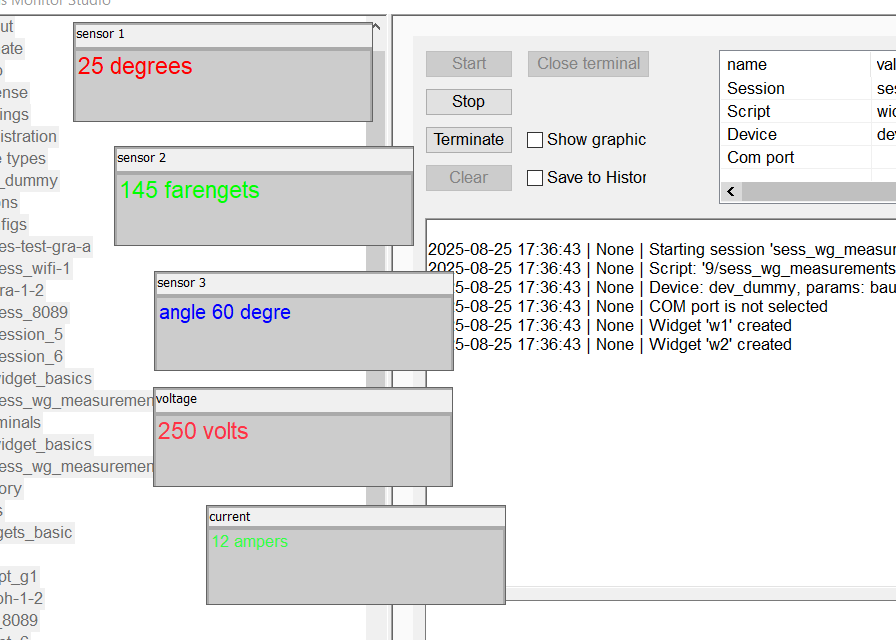 s Monitor Studio
ut
ate
ense
ings
istration
e types
_dummy
ons
figs
es-test-gra-a
ess_wifi-1
ra-1-2
ess_8089
ession_5
ession_6
vidget_basics
ess_wg_measuremen
minals
vidget_basics
ess_wg_measuremen
ory
s
gets_basic
pt_g1
ph-1-2
_8089
sensor 1
25 degrees
sensor 2
145 farengets
sensor 3
angle 60 degre
voltage
250 volts
current
12 ampers
Start
Close terminal
Stop
Terminate
Show graphic
Clear
Save to Histor
name val
Session ses
Script wid
Device dev
Com port
2025-08-25 17:36:43 | None | Starting session 'sess_wg_measur
2025-08-25 17:36:43 | None | Script: '9/sess_wg_measurements
5-08-25 17:36:43 | None | Device: dev_dummy, params: bau
5-08-25 17:36:43 | None | COM port is not selected
5-08-25 17:36:43 | None | Widget 'w1' created
5-08-25 17:36:43 | None | Widget 'w2' created